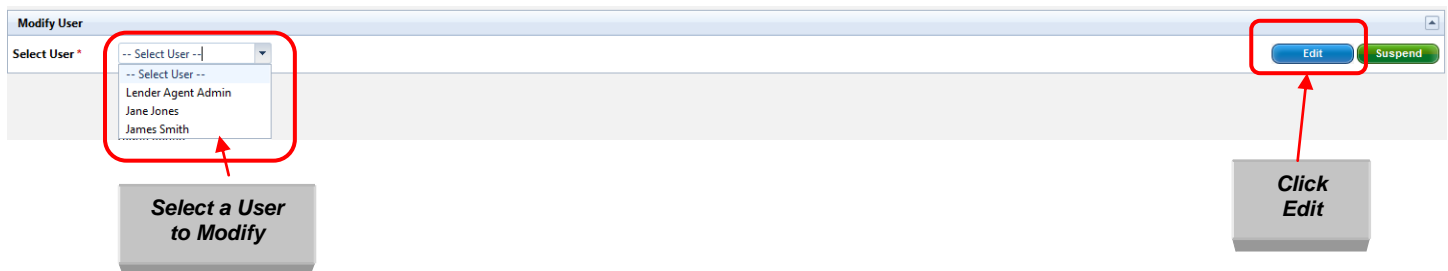 Modify User
Select User *
-- Select User --
Edit
Suspend
-- Select User --
Lender Agent Admin
Jane Jones
James Smith
Select a User
to Modify
Click
Edit